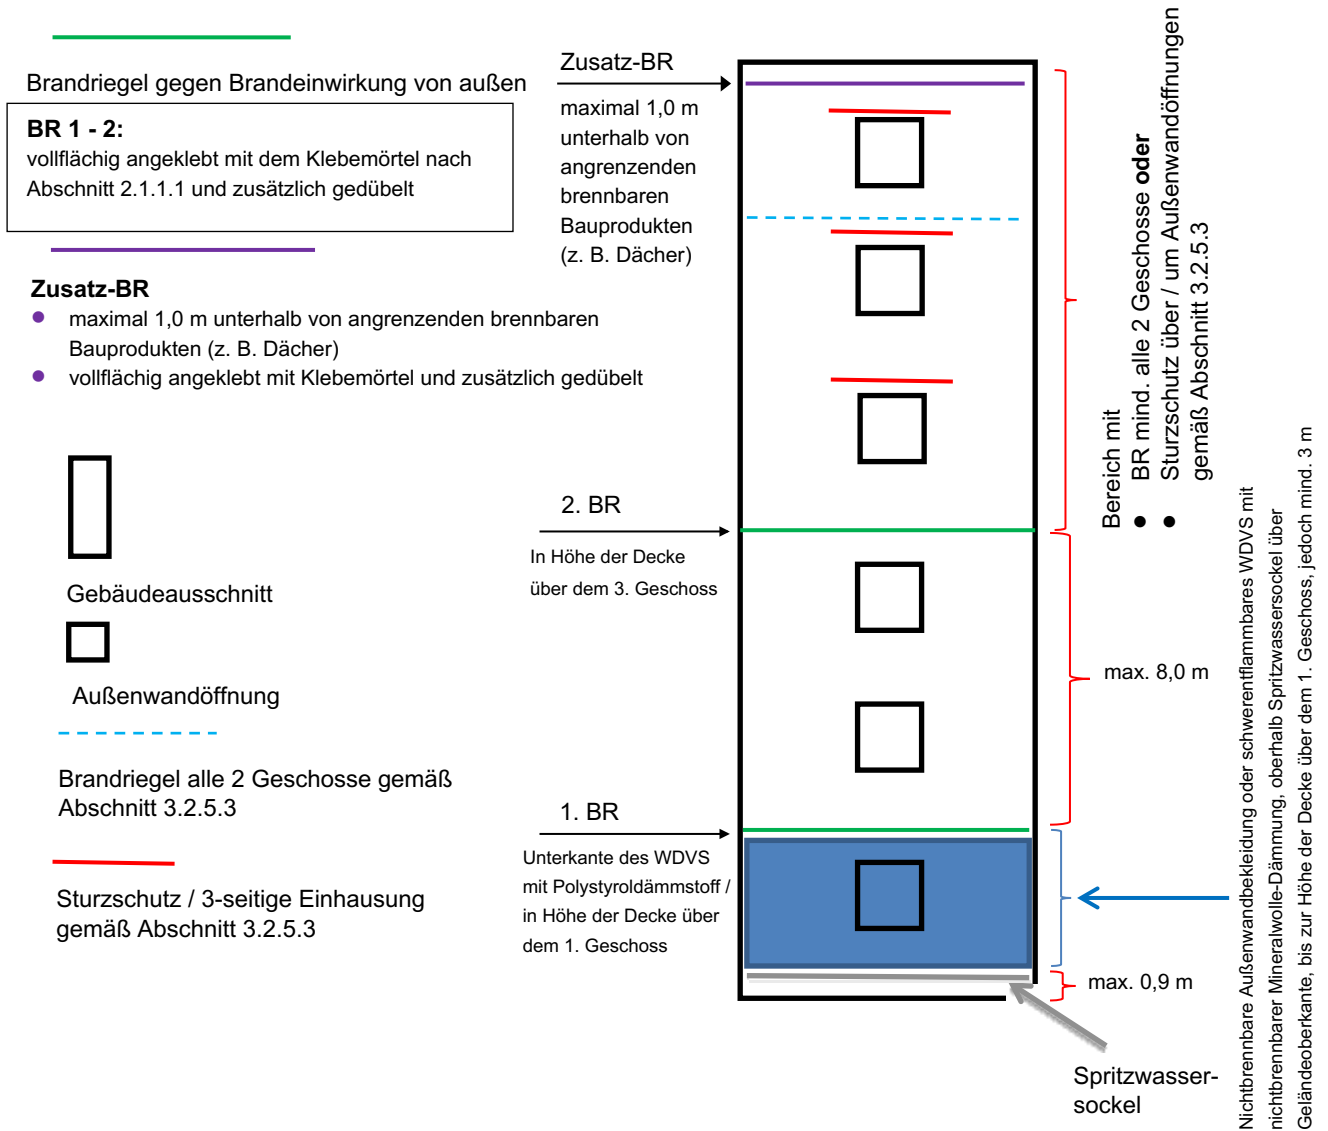 Brandriegel gegen Brandeinwirkung von außen
BR 1 - 2:
vollflächig angeklebt mit dem Klebemörtel nach
Abschnitt 2.1.1.1 und zusätzlich gedübelt
Zusatz-BR
● maximal 1,0 m unterhalb von angrenzenden brennbaren
Bauprodukten (z. B. Dächer)
● vollflächig angeklebt mit Klebemörtel und zusätzlich gedübelt
Gebäudeausschnitt
Außenwandöffnung
Brandriegel alle 2 Geschosse gemäß
Abschnitt 3.2.5.3
Sturzschutz / 3-seitige Einhausung
gemäß Abschnitt 3.2.5.3
Zusatz-BR
maximal 1,0 m
unterhalb von
angrenzenden
brennbaren
Bauprodukten
(z. B. Dächer)
2. BR
In Höhe der Decke
über dem 3. Geschoss
1. BR
Unterkante des WDVS
mit Polystyroldämmstoff /
in Höhe der Decke über
dem 1. Geschoss
Bereich mit
● BR mind. alle 2 Geschosse oder
● Sturzschutz über / um Außenwandöffnungen
gemäß Abschnitt 3.2.5.3
max. 8,0 m
max. 0,9 m
Spritzwasser-
sockel
Nichtbrennbare Außenwandbekleidung oder schwerentflammbares WDVS mit
nichtbrennbarer Mineralwolle-Dämmung, oberhalb Spritzwassersockel über
Geländeoberkante, bis zur Höhe der Decke über dem 1. Geschoss, jedoch mind. 3 m